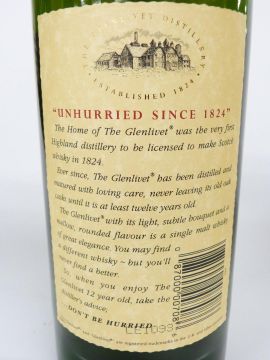 THE GLENLIVET DISTILLERY
ESTABLISHED 1824
"UNHURRIED SINCE 1824"
The Home of The Glenlivet® was the very first
Highland distillery to be licensed to make Scotch
whisky in 1824.
Ever since, The Glenlivet® has been distilled and
matured with loving care, never leaving its old oak
casks until it is at least twelve years old.
The Glenlivet® with its light, subtle bouquet and a
mellow, rounded flavour is a single malt whisky
of great elegance. You may find
a different whisky ~ but you'll
never find a better.
So when you enjoy The
Glenlivet 12 year old, take the
distiller's advice;
DON'T BE HURRIED
are registered trademarks